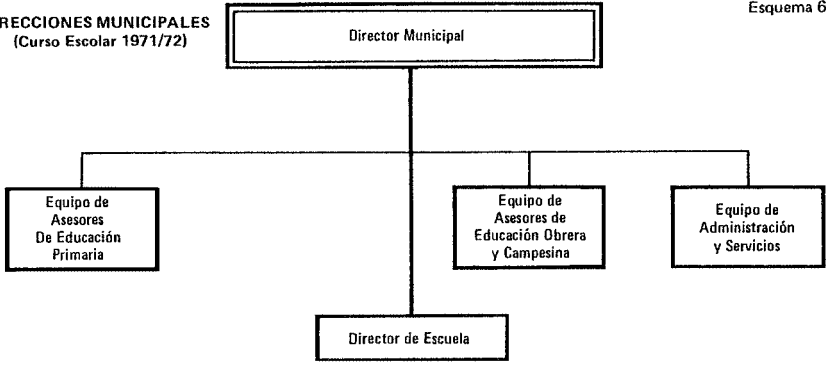 RECCIONES MUNICIPALES
(Curso Escolar 1971/72)
Esquema 6
Director Municipal
Equipo de
Asesores
De Educación
Primaria
Equipo de
Asesores de
Educación Obrera
y Campesina
Equipo de
Administración
y Servicios
Director de Escuela